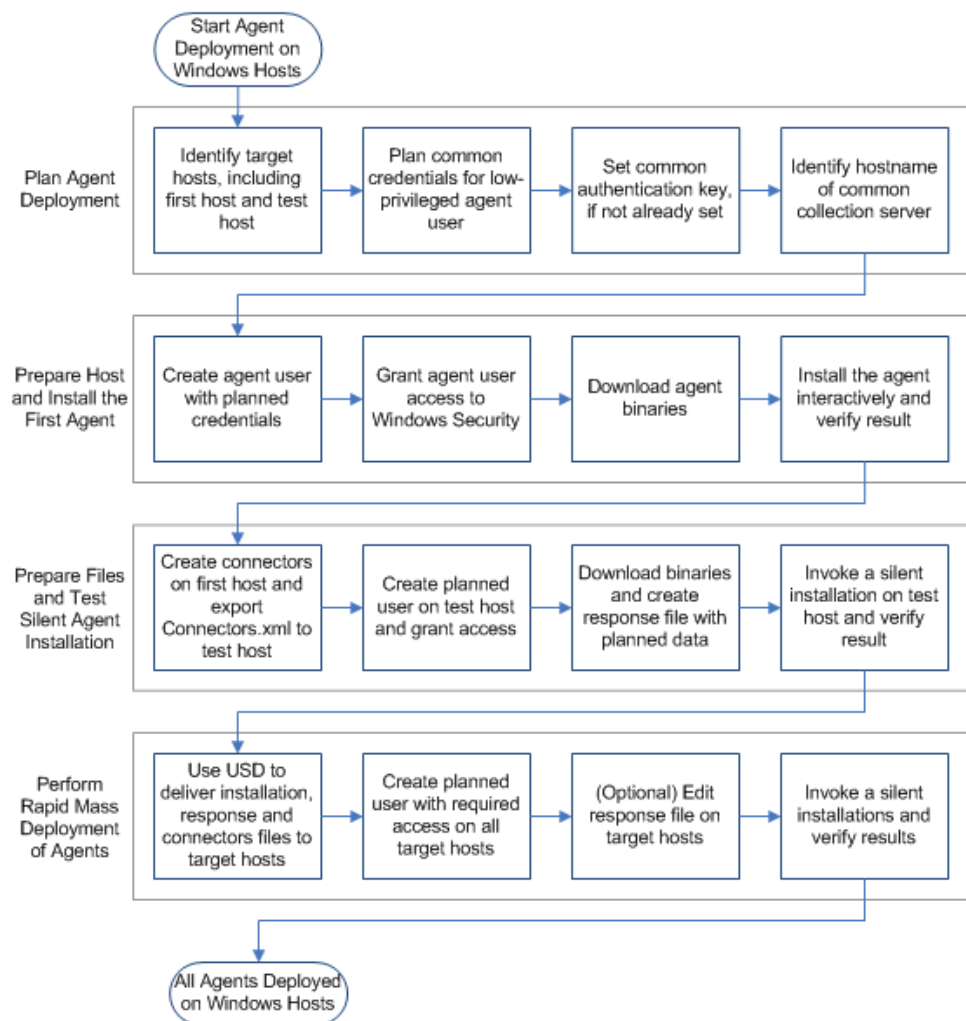 Start Agent
Deployment on
Windows Hosts
Plan Agent
Deployment
Identify target
hosts, including
first host and test
host
Plan common
credentials for low-
privileged agent
user
Set common
authentication key,
if not already set
Identify hostname
of common
collection server
Prepare Host
and Install the
First Agent
Create agent user
with planned
credentials
Grant agent user
access to
Windows Security
Download agent
binaries
Install the agent
interactively and
verify result
Prepare Files
and Test
Silent Agent
Installation
Create connectors
on first host and
export
Connectors.xml to
test host
Create planned
user on test host
and grant access
Download binaries
and create
response file with
planned data
Invoke a silent
installation on test
host and verify
result
Perform
Rapid Mass
Deployment
of Agents
Use USD to
deliver installation,
response and
connectors files to
target hosts
Create planned
user with required
access on all
target hosts
(Optional) Edit
response file on
target hosts
Invoke a silent
installations and
verify results
All Agents Deployed
on Windows Hosts